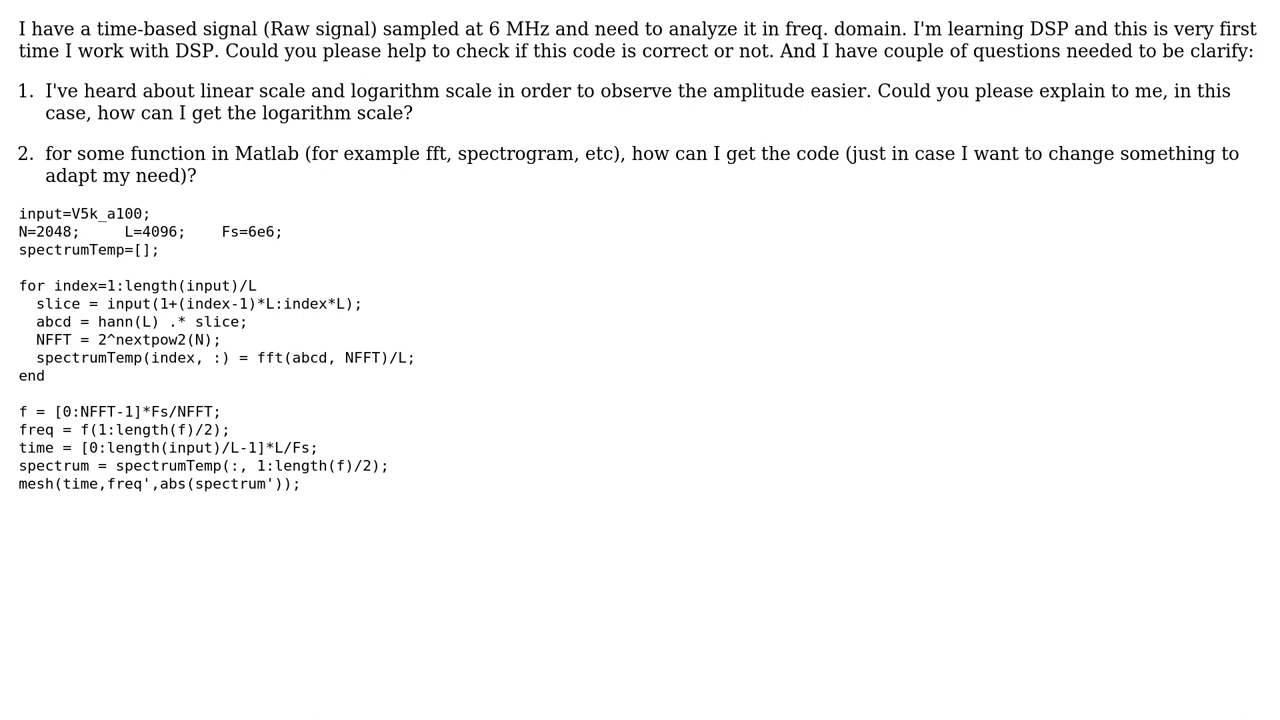 I have a time-based signal (Raw signal) sampled at 6 MHz and need to analyze it in freq. domain. I'm learning DSP and this is very first
time I work with DSP. Could you please help to check if this code is correct or not. And I have couple of questions needed to be clarify:
1. I've heard about linear scale and logarithm scale in order to observe the amplitude easier. Could you please explain to me, in this
case, how can I get the logarithm scale?
2. for some function in Matlab (for example fft, spectrogram, etc), how can I get the code (just in case I want to change something to
adapt my need)?
input=V5k_a100;
N=2048;     L=4096;    Fs=6e6;
spectrumTemp=[];
for index=1:length(input)/L
  slice = input(1+(index-1)*L:index*L);
  abcd = hann(L) .* slice;
  NFFT = 2^nextpow2(N);
  spectrumTemp(index, :) = fft(abcd, NFFT)/L;
end
f = [0:NFFT-1]*Fs/NFFT;
freq = f(1:length(f)/2);
time = [0:length(input)/L-1]*L/Fs;
spectrum = spectrumTemp(:, 1:length(f)/2);
mesh(time,freq',abs(spectrum'));